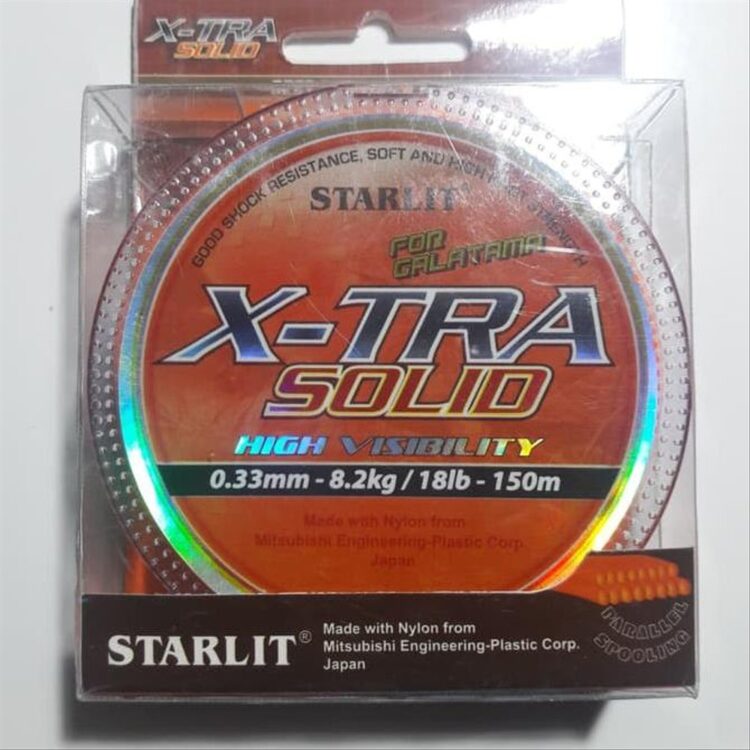 X-TRA
SOLID
GOOD SHOCK RESISTANCE, SOFT AND HIGH STRENGTH
STARLIT®
FOR
GALATAMA
X-TRA
SOLID
HIGH VISIBILITY
0.33mm - 8.2kg / 18lb - 150m
Made with Nylon from
Mitsubishi Engineering-Plastic Corp.
Japan
STARLIT®
Made with Nylon from
Mitsubishi Engineering-Plastic Corp.
Japan
PARALLEL
SPOOLING